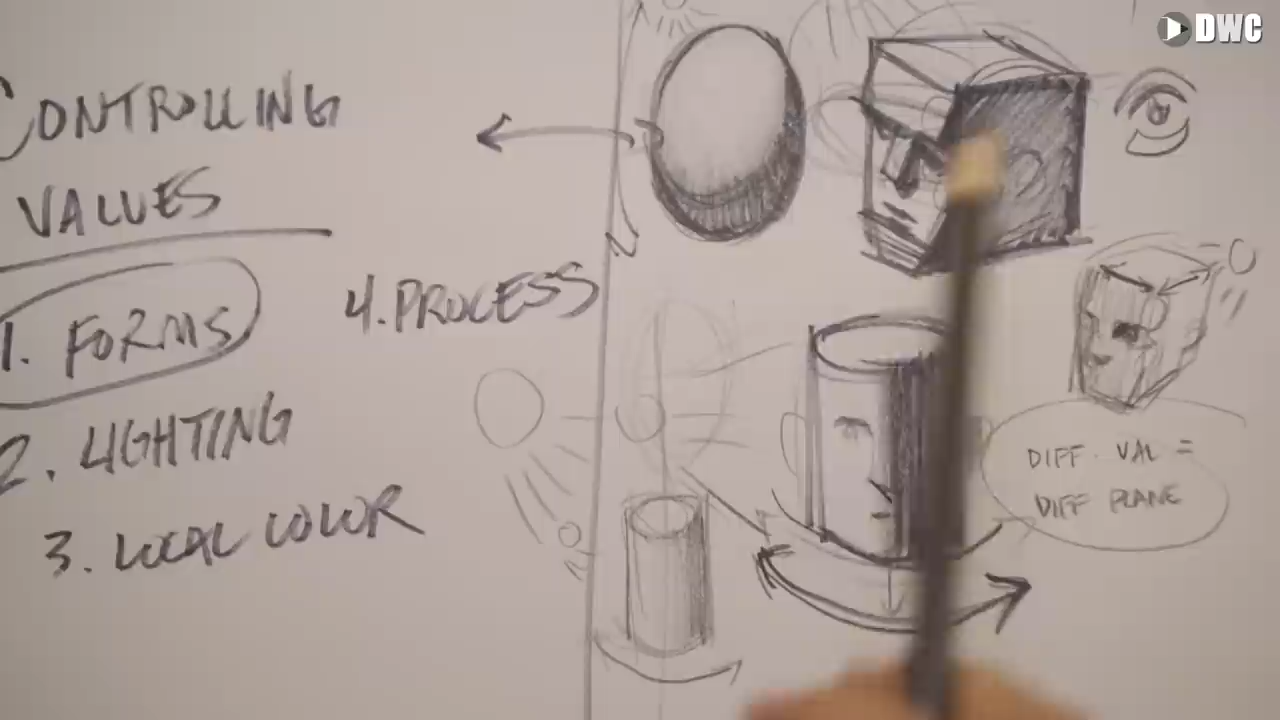 CONTROLLING
VALUES
1. FORMS
2. LIGHTING
3. LOCAL COLOR
4. PROCESS
DIFF. VAL =
DIFF PLANE
DWC